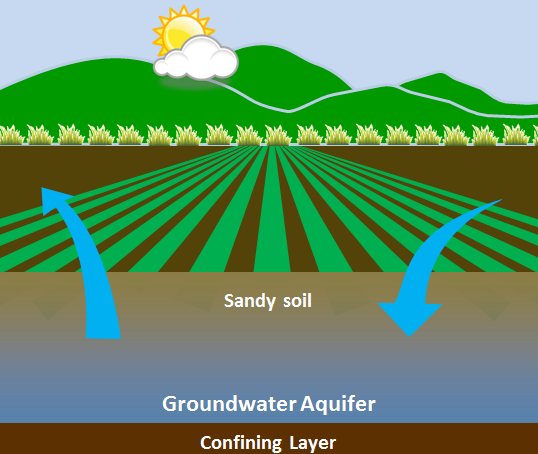 Sandy soil
Groundwater Aquifer
Confining Layer